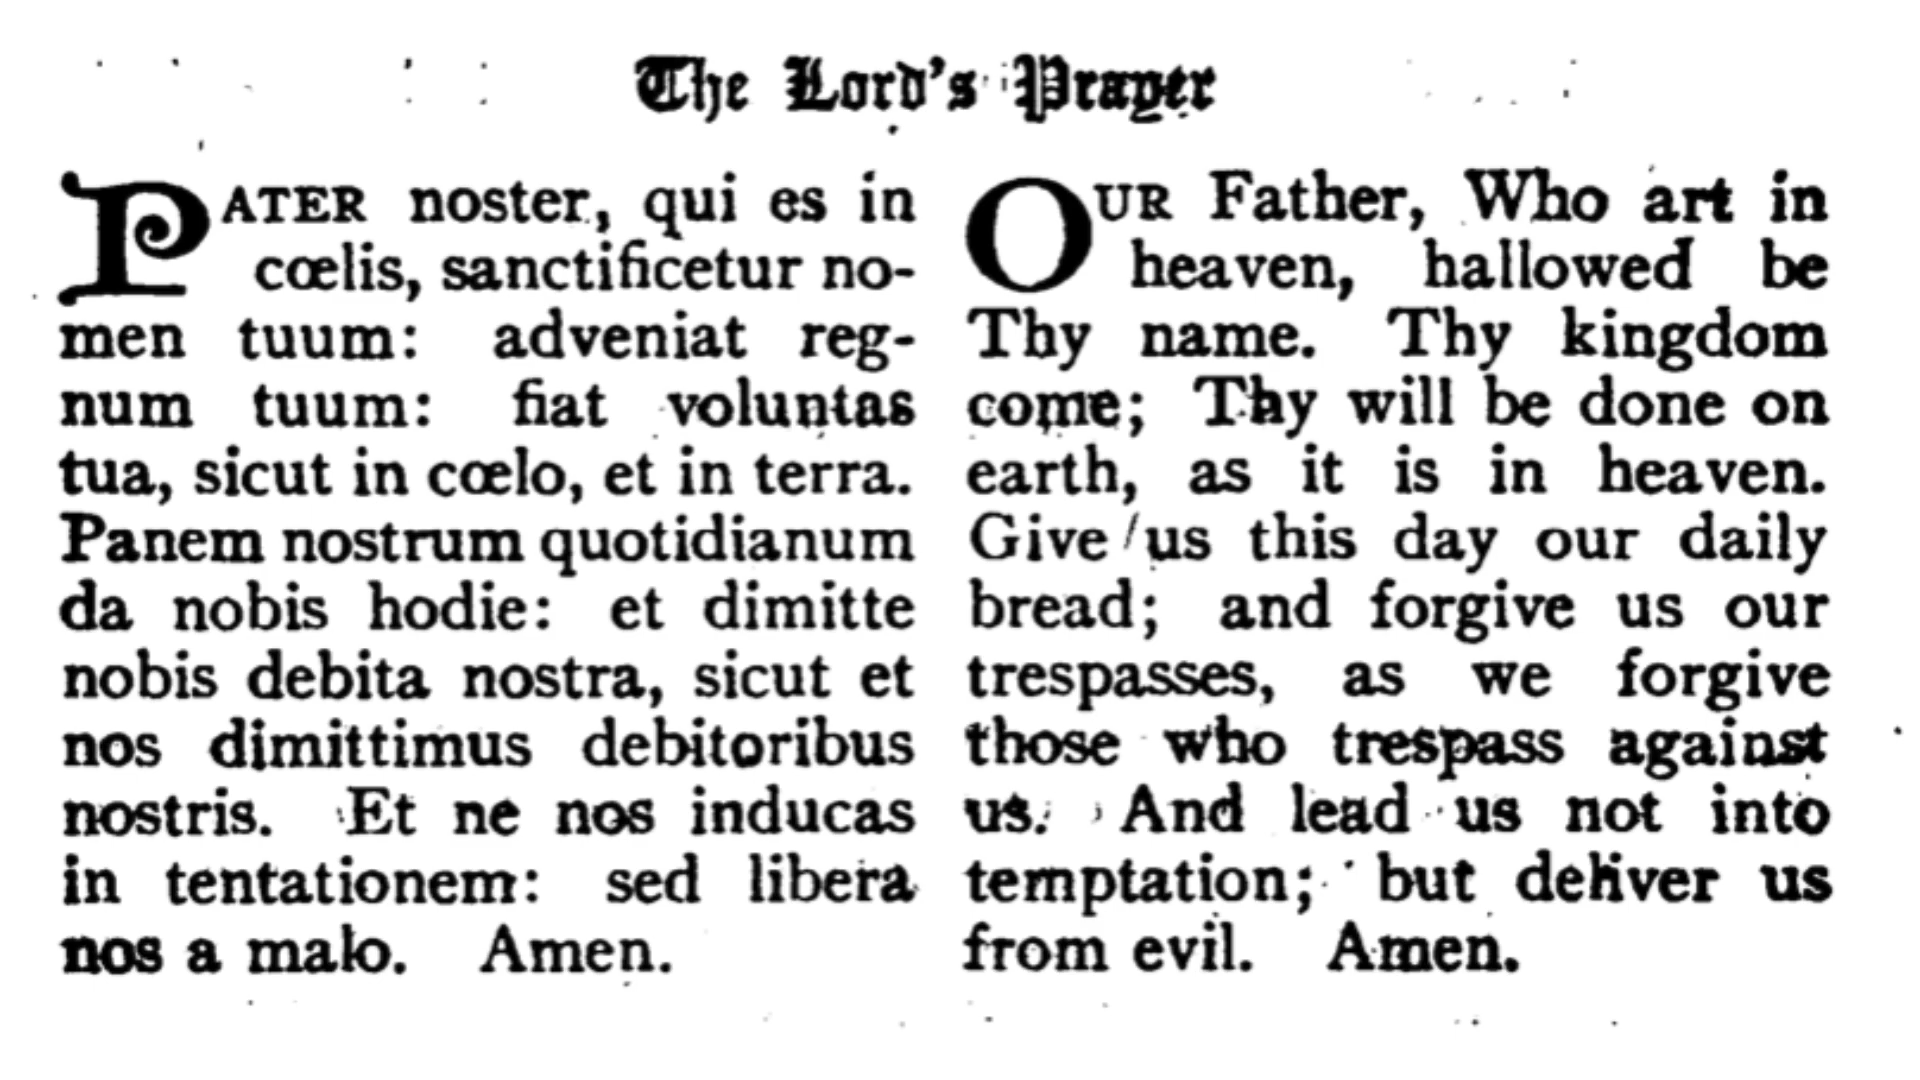 The Lord's Prayer
PATER noster, qui es in
cœlis, sanctificetur no-
men tuum: adveniat reg-
num tuum: fiat voluntas
tua, sicut in cœlo, et in terra.
Panem nostrum quotidianum
da nobis hodie: et dimitte
nobis debita nostra, sicut et
nos dimittimus debitoribus
nostris. Et ne nos inducas
in tentationem: sed libera
nos a malo. Amen.
OUR Father, Who art in
heaven, hallowed be
Thy name. Thy kingdom
come; Thy will be done on
earth, as it is in heaven.
Give us this day our daily
bread; and forgive us our
trespasses, as we forgive
those who trespass against
us. And lead us not into
temptation; but deliver us
from evil. Amen.